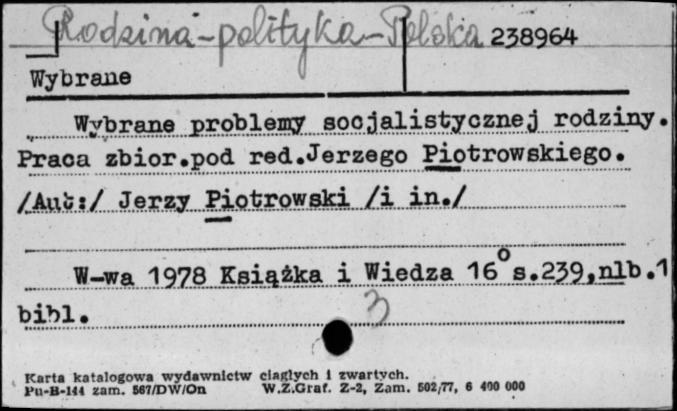 Rodzina-polityka-Polska 238964
Wybrane
Wybrane problemy socjalistycznej rodziny.
Praca zbior.pod red.Jerzego Piotrowskiego.
/Aut:/ Jerzy Piotrowski /i in./
W-wa 1978 Książka i Wiedza 16° s.239,nlb.1
bibl.
3
Karta katalogowa wydawnictw ciągłych i zwartych.
Pu-B-144 zam. 567/DW/On W.Z.Graf. Z-2, Zam. 502/77, 6 400 000